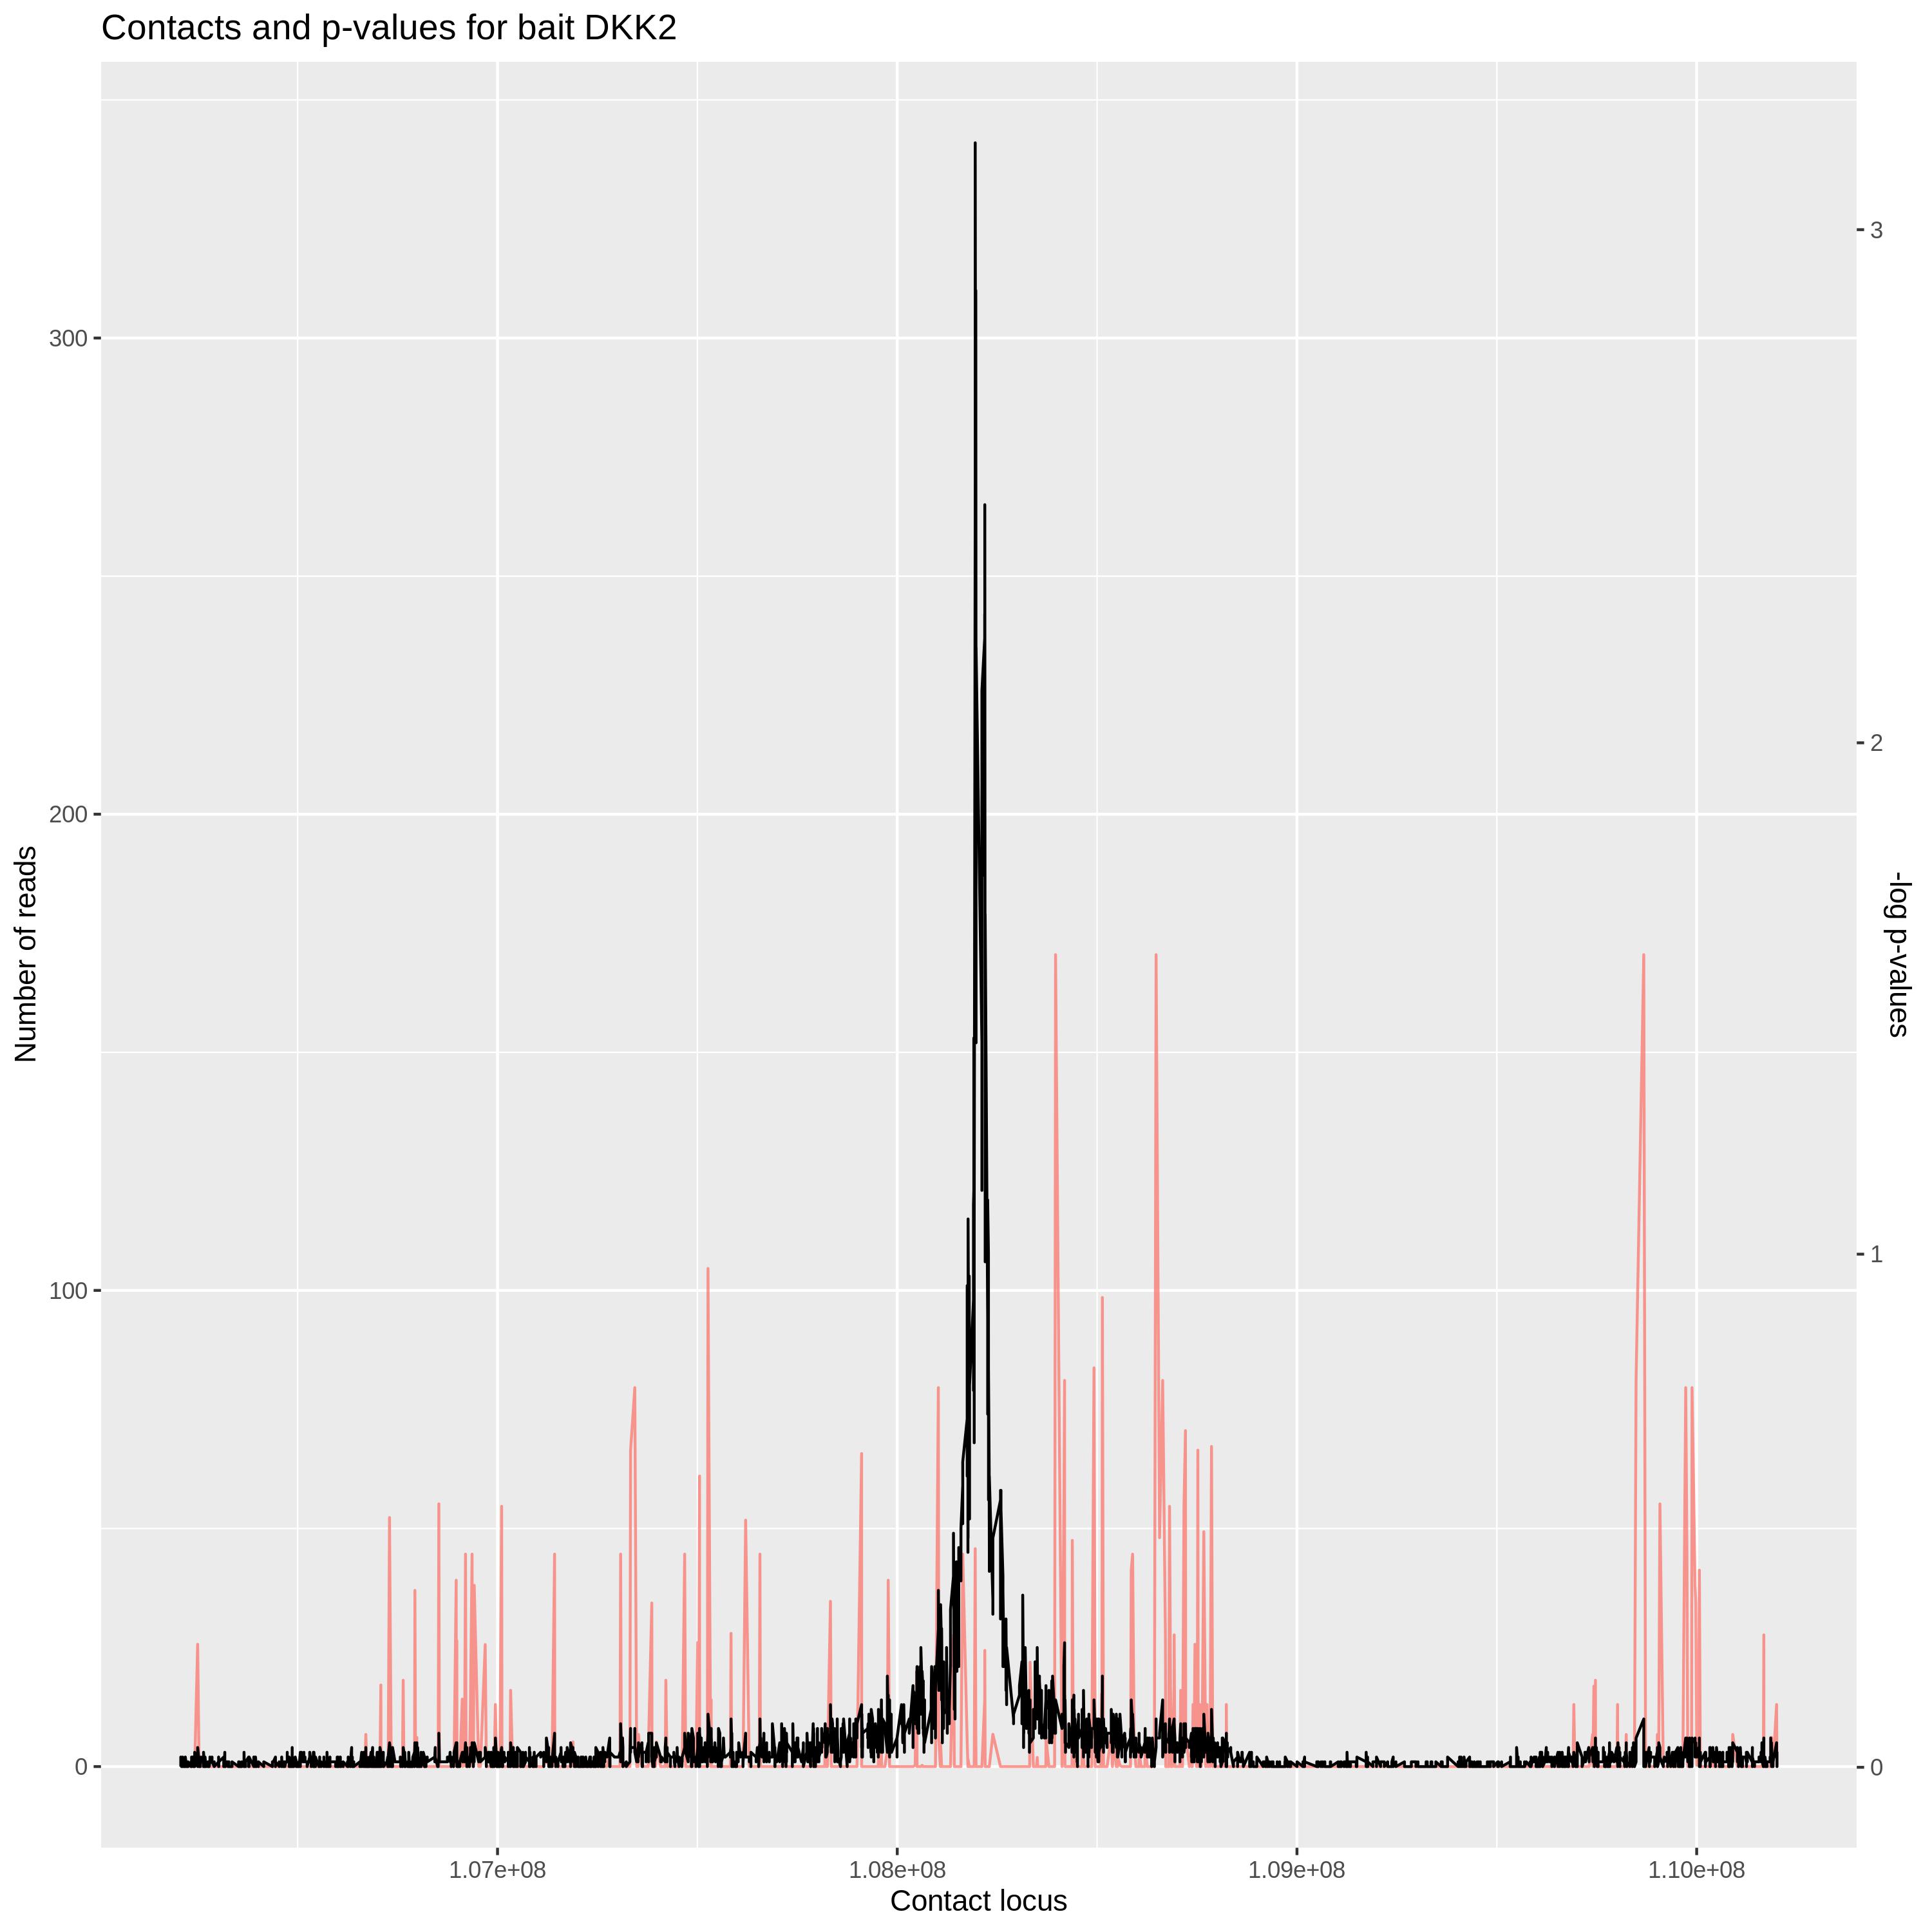 Contacts and p-values for bait DKK2
Number of reads
300
200
100
0
-log p-values
3
2
1
0
1.07e+08
1.08e+08
1.09e+08
1.10e+08
Contact locus